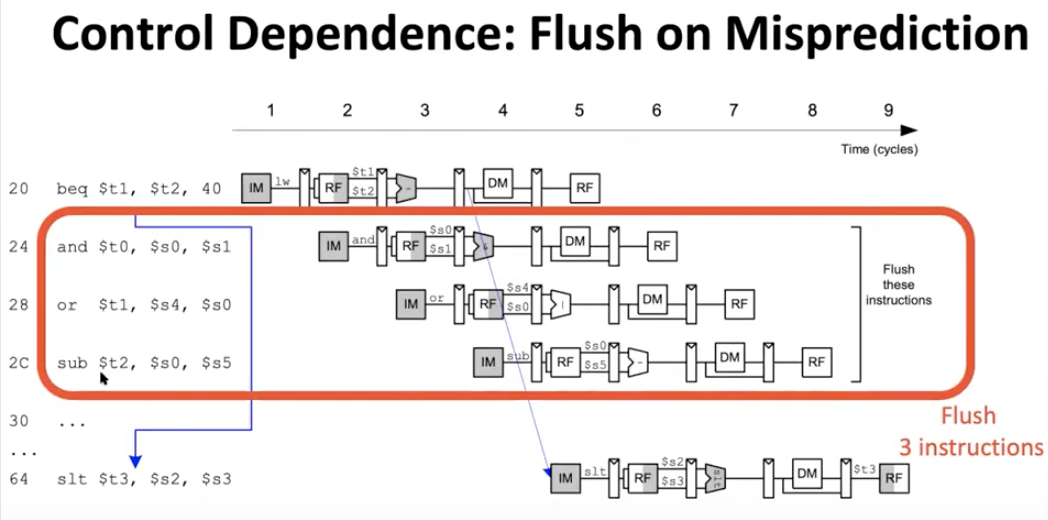 Control Dependence: Flush on Misprediction
1 2 3 4 5 6 7 8 9
Time (cycles)
20 beq $t1, $t2, 40 IM lw RF $t1 $t2 - DM RF
24 and $t0, $s0, $s1 IM and RF $s0 $s1 & DM RF
28 or $t1, $s4, $s0 IM or RF $s4 $s0 | DM RF
2C sub $t2, $s0, $s5 IM sub RF $s0 $s5 - DM RF
Flush
these
instructions
30 ...
...
64 slt $t3, $s2, $s3 IM slt RF $s2 $s3 slt DM $t3 RF
Flush
3 instructions